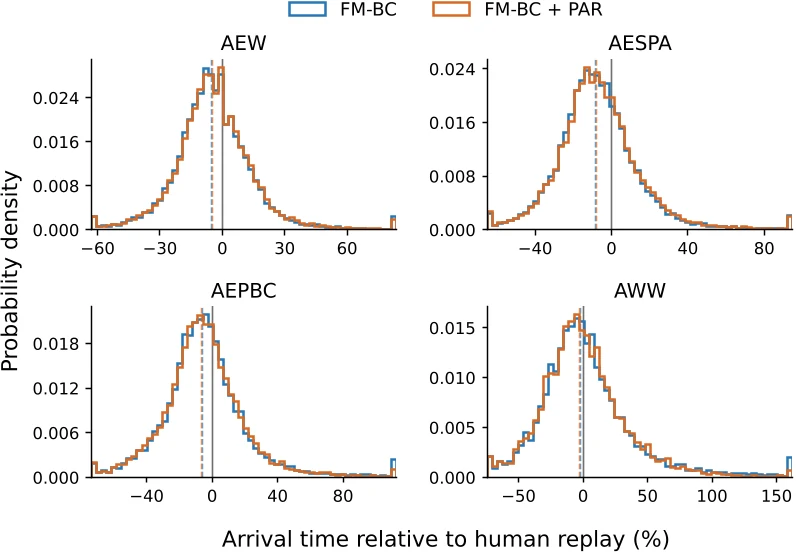 FM-BC FM-BC + PAR
AEW AESPA
0.024
0.016
0.008
0.000
−60 −30 0 30 60
0.024
0.016
0.008
0.000
−40 0 40 80
Probability density
AEPBC AWW
0.018
0.012
0.006
0.000
−40 0 40 80
0.015
0.010
0.005
0.000
−50 0 50 100 150
Arrival time relative to human replay (%)